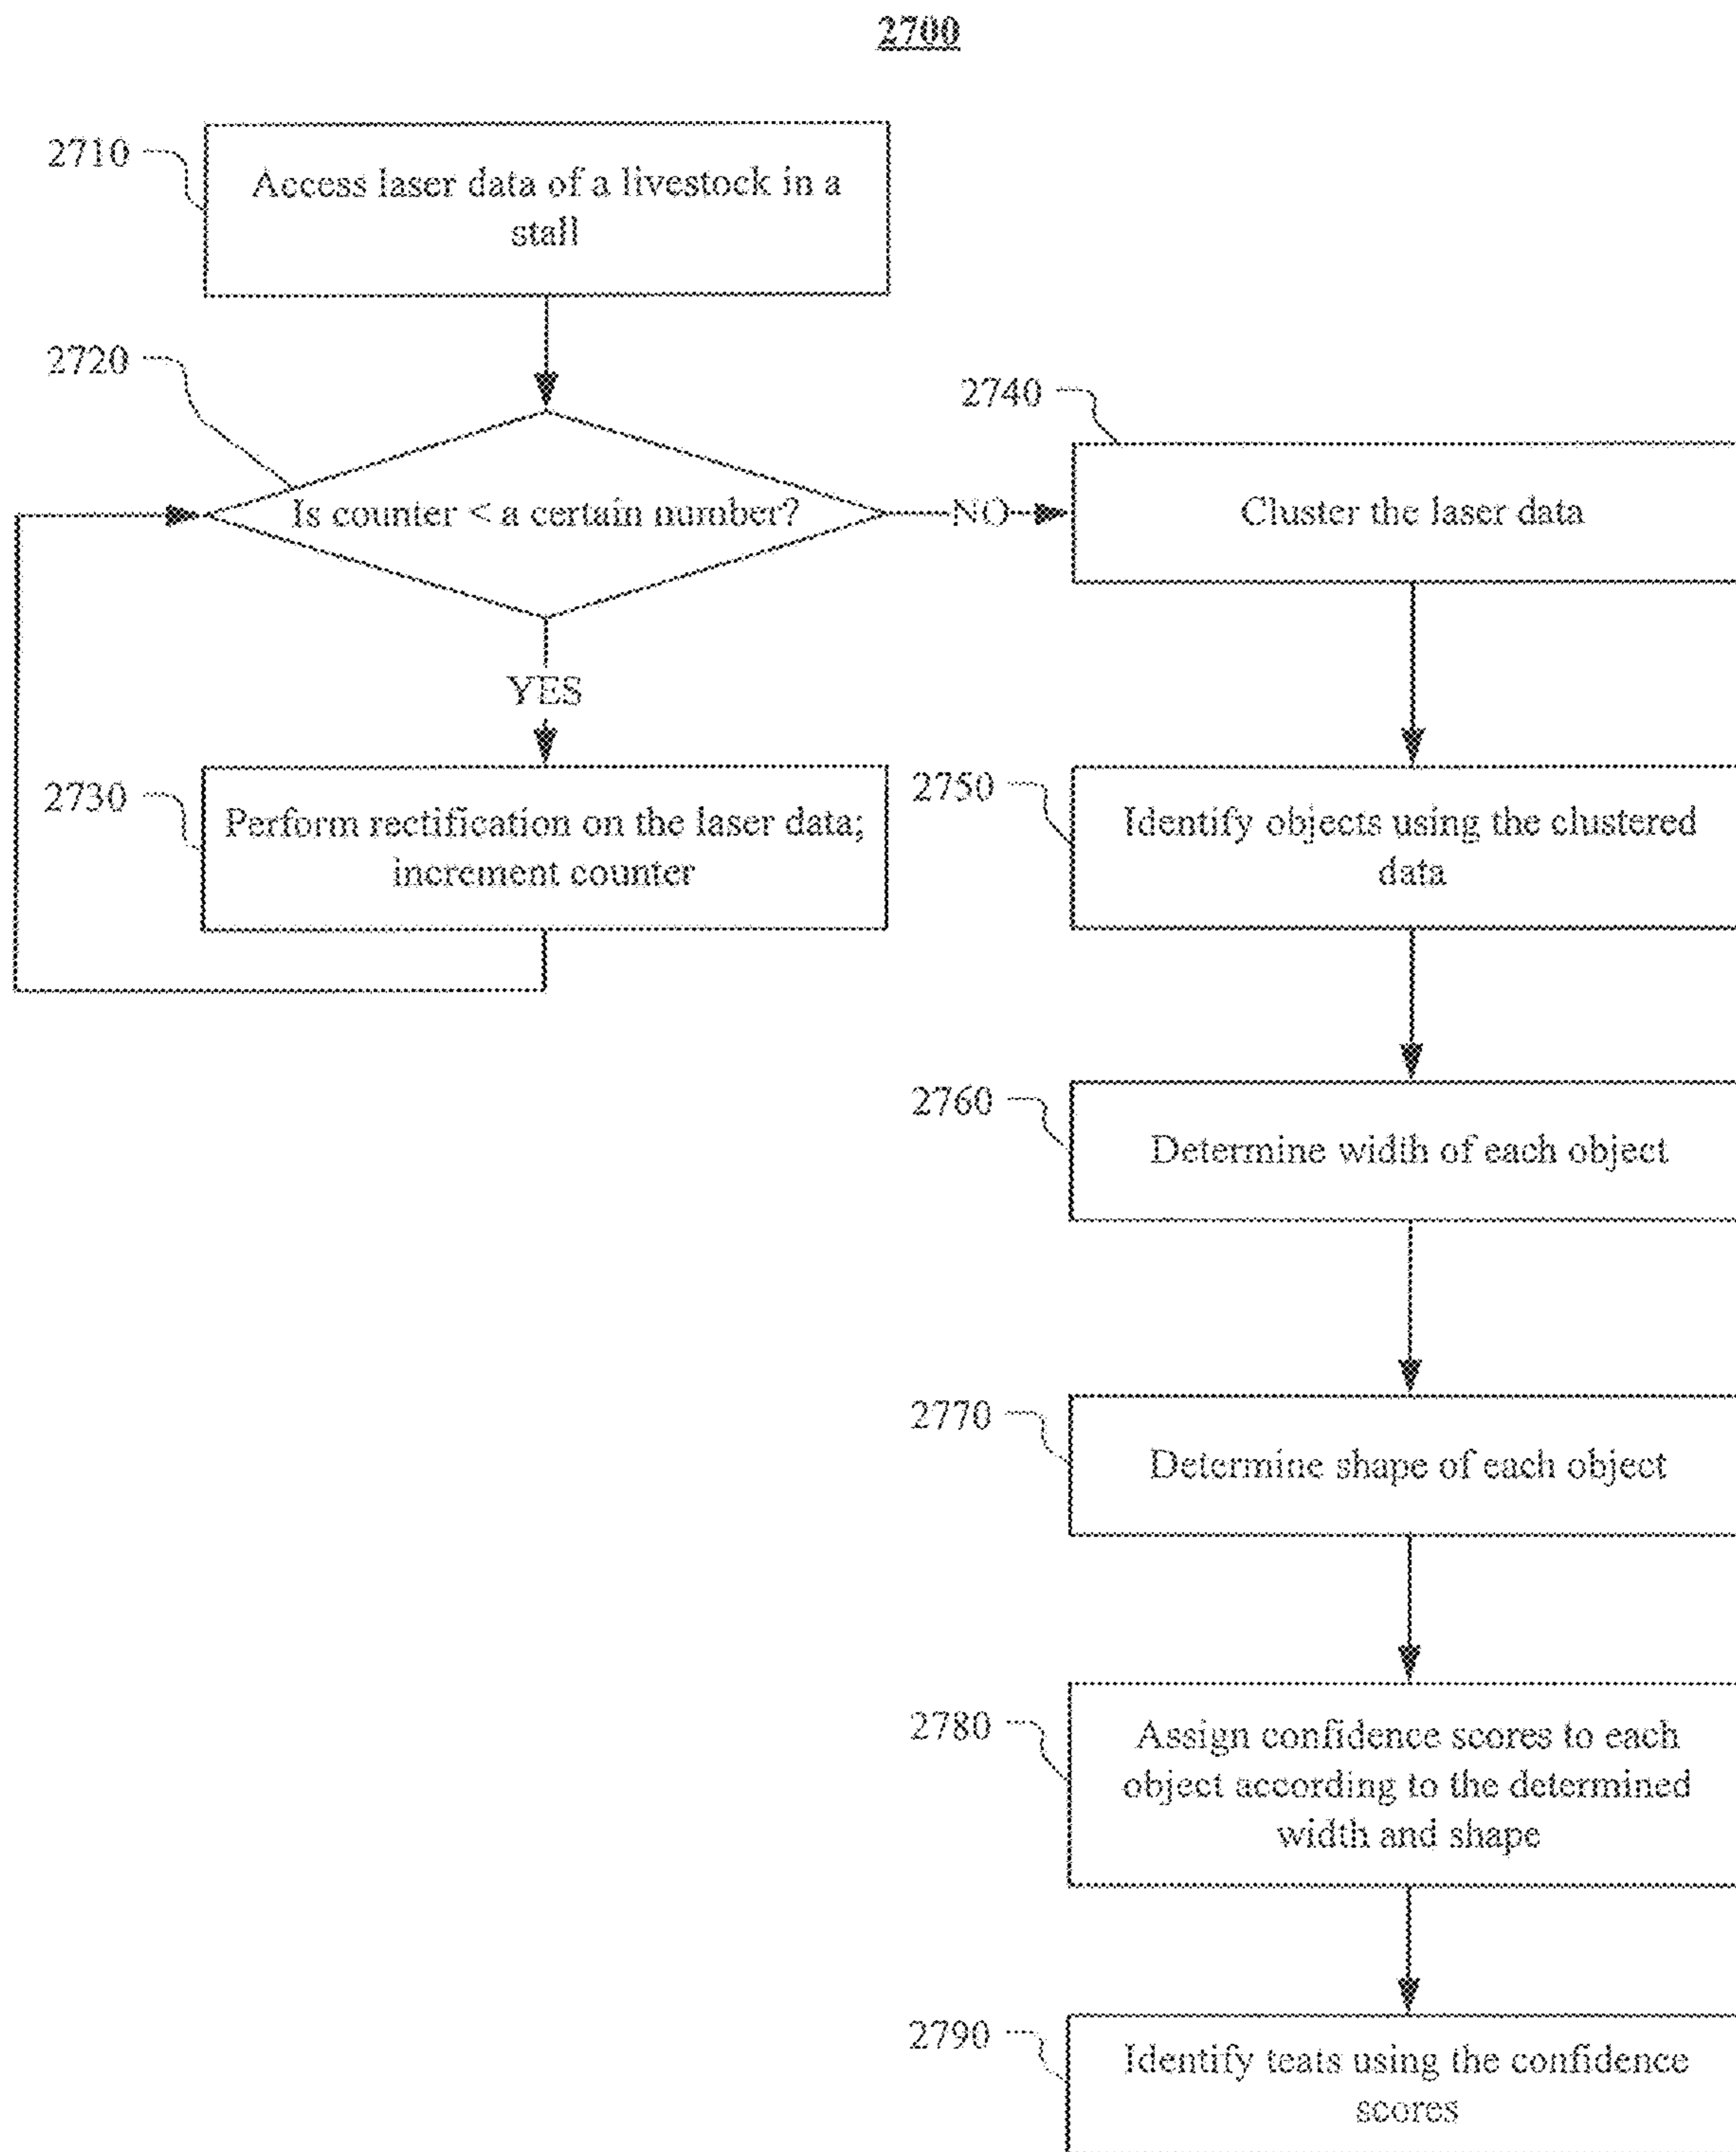 2700
2710
Access laser data of a livestock in a
stall
2720
Is counter < a certain number?
NO
YES
2730
Perform rectification on the laser data;
increment counter
2740
Cluster the laser data
2750
Identify objects using the clustered
data
2760
Determine width of each object
2770
Determine shape of each object
2780
Assign confidence scores to each
object according to the determined
width and shape
2790
Identify teats using the confidence
scores